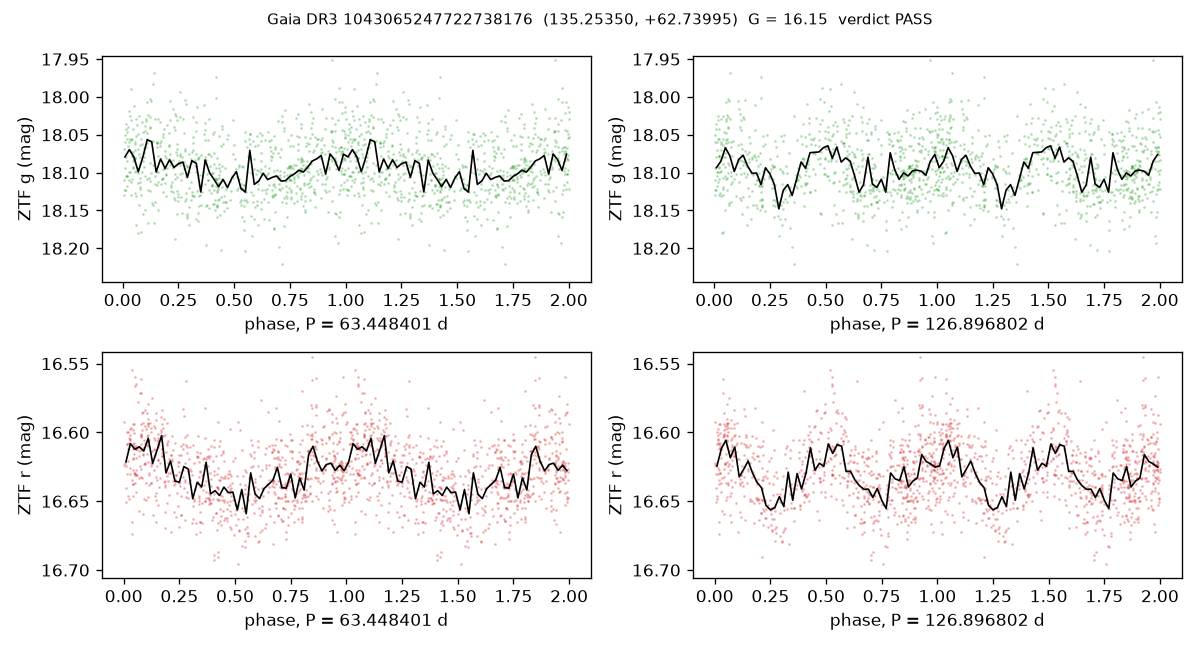 Gaia DR3 1043065247722738176 (135.25350, +62.73995) G = 16.15 verdict PASS
17.95
18.00
18.05
18.10
18.15
18.20
ZTF g (mag)
0.00 0.25 0.50 0.75 1.00 1.25 1.50 1.75 2.00
phase, P = 63.448401 d
17.95
18.00
18.05
18.10
18.15
18.20
ZTF g (mag)
0.00 0.25 0.50 0.75 1.00 1.25 1.50 1.75 2.00
phase, P = 126.896802 d
16.55
16.60
16.65
16.70
ZTF r (mag)
0.00 0.25 0.50 0.75 1.00 1.25 1.50 1.75 2.00
phase, P = 63.448401 d
16.55
16.60
16.65
16.70
ZTF r (mag)
0.00 0.25 0.50 0.75 1.00 1.25 1.50 1.75 2.00
phase, P = 126.896802 d